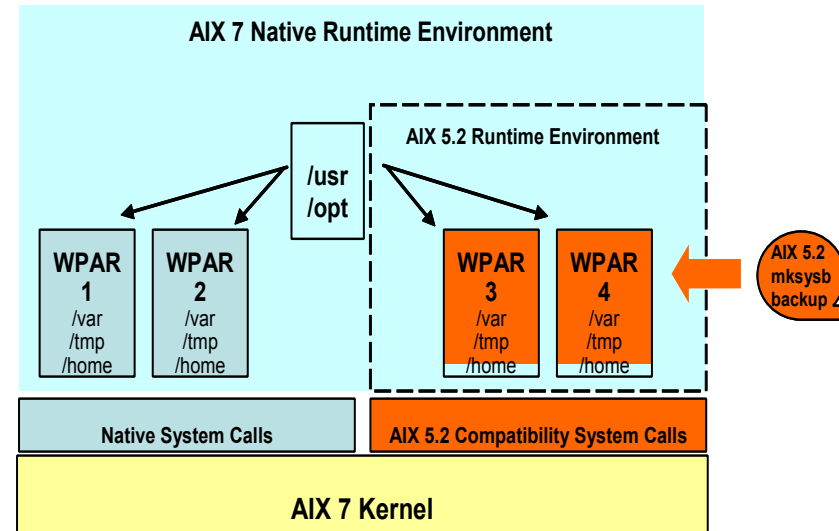 AIX 7 Native Runtime Environment
AIX 5.2 Runtime Environment
/usr
/opt
WPAR
1
/var
/tmp
/home
WPAR
2
/var
/tmp
/home
WPAR
3
/var
/tmp
/home
WPAR
4
/var
/tmp
/home
AIX 5.2
mksysb
backup
Native System Calls
AIX 5.2 Compatibility System Calls
AIX 7 Kernel